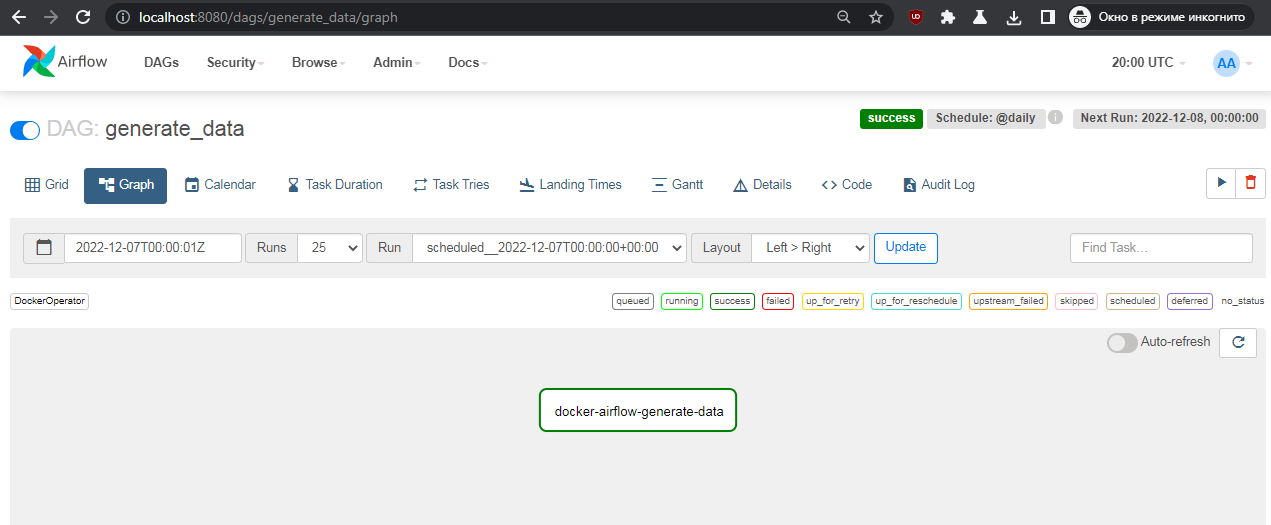 localhost:8080/dags/generate_data/graph
Окно в режиме инкогнито
Airflow DAGs Security Browse Admin Docs 20:00 UTC AA
DAG: generate_data success Schedule: @daily i Next Run: 2022-12-08, 00:00:00
Grid Graph Calendar Task Duration Task Tries Landing Times Gantt Details Code Audit Log
2022-12-07T00:00:01Z Runs 25 Run scheduled__2022-12-07T00:00:00+00:00 Layout Left > Right Update Find Task...
DockerOperator queued running success failed up_for_retry up_for_reschedule upstream_failed skipped scheduled deferred no_status
Auto-refresh
docker-airflow-generate-data